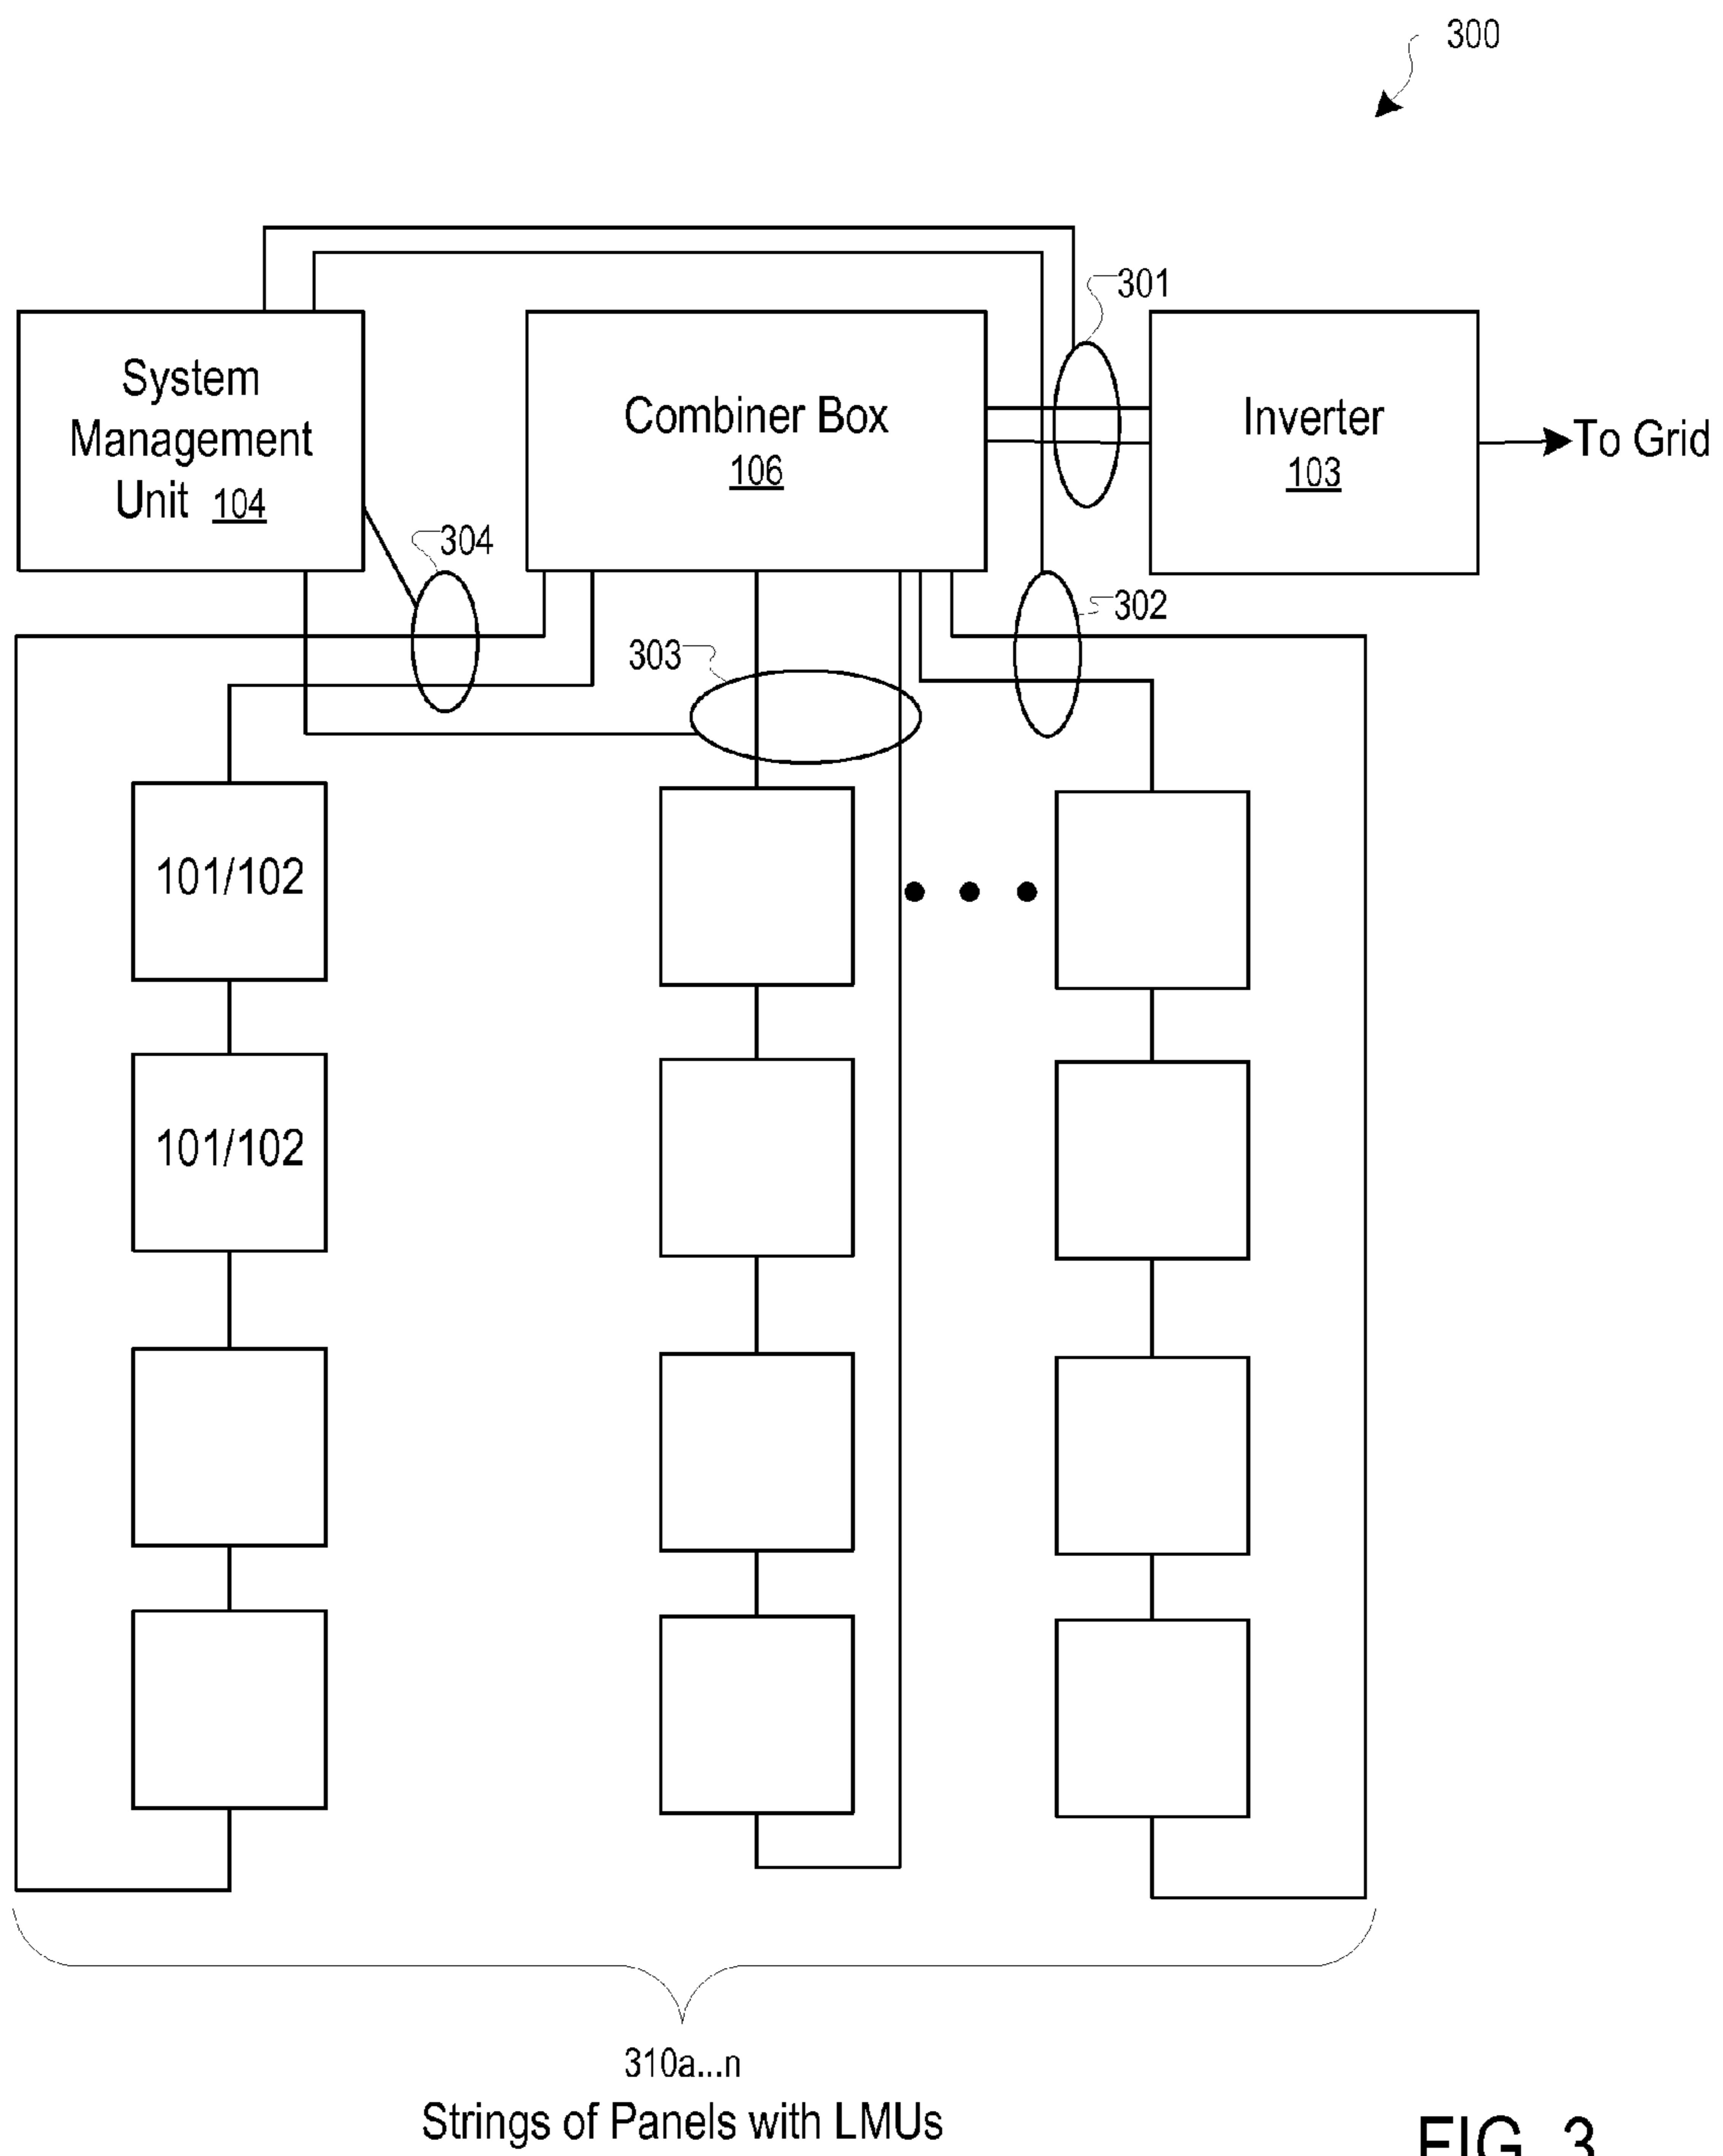 300
301
System
Management
Unit 104
Combiner Box
106
Inverter
103
To Grid
304
302
303
101/102
101/102
310a...n
Strings of Panels with LMUs
FIG. 3